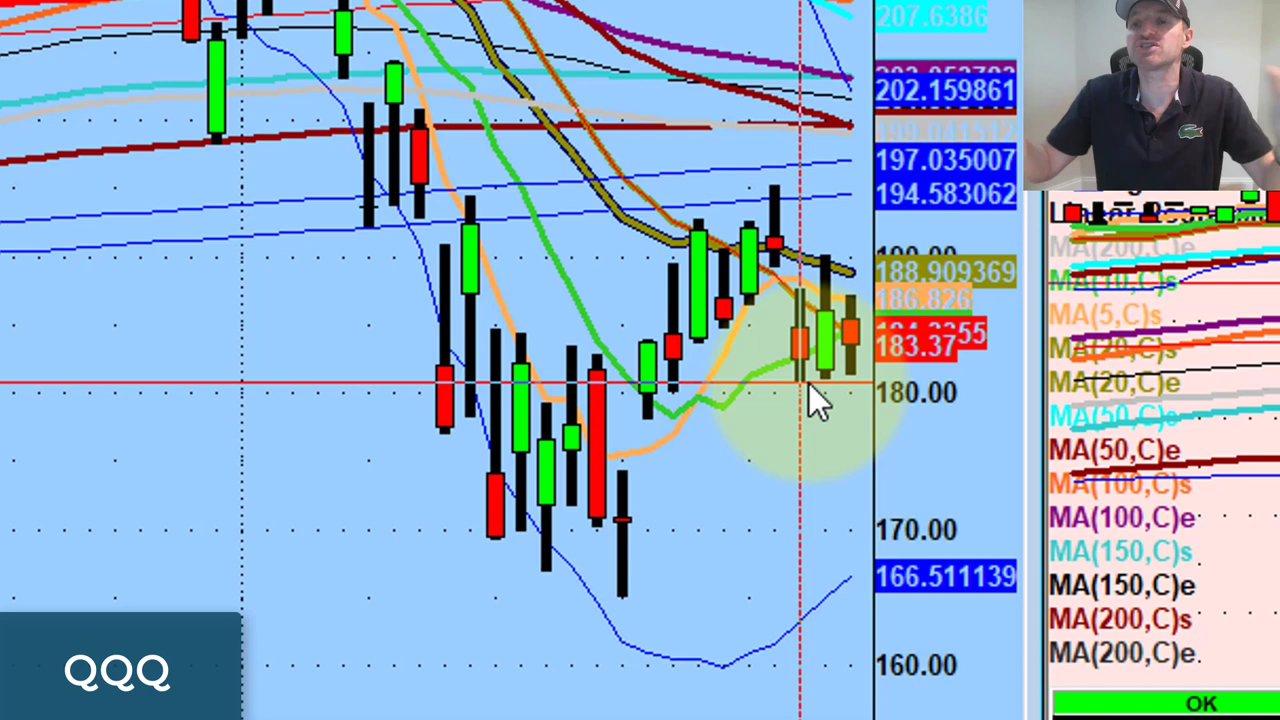 207.6386
202.159861
197.035007
194.583062
188.909369
186.826
183.37
180.00
170.00
166.511139
160.00
MA(200,C)e
MA(10,C)s
MA(5,C)s
MA(20,C)s
MA(20,C)e
MA(50,C)s
MA(50,C)e
MA(100,C)s
MA(100,C)e
MA(150,C)s
MA(150,C)e
MA(200,C)s
MA(200,C)e
OK
QQQ